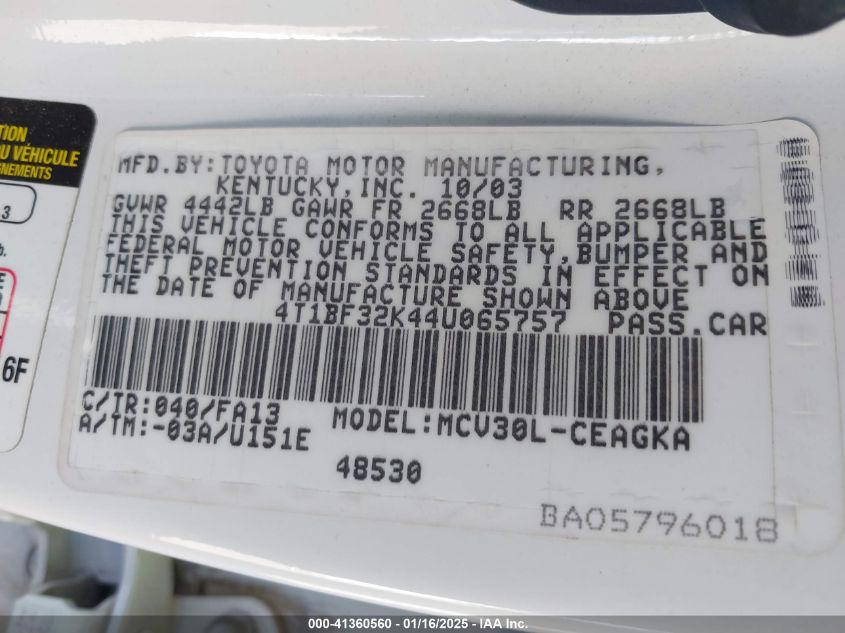 TION
U VÉHICULE
GNEMENTS
3
b.
E
6F
MFD.BY:TOYOTA MOTOR MANUFACTURING,
KENTUCKY,INC. 10/03
GVWR 4442LB GAWR FR 2668LB RR 2668LB
THIS VEHICLE CONFORMS TO ALL APPLICABLE
FEDERAL MOTOR VEHICLE SAFETY,BUMPER AND
THEFT PREVENTION STANDARDS IN EFFECT ON
THE DATE OF MANUFACTURE SHOWN ABOVE
4T1BF32K44U065757 PASS.CAR
C/TR:040/FA13 MODEL:MCV30L-CEAGKA
A/TM:-03A/U151E
48530
BA05796018
000-41360560 - 01/16/2025 - IAA Inc.